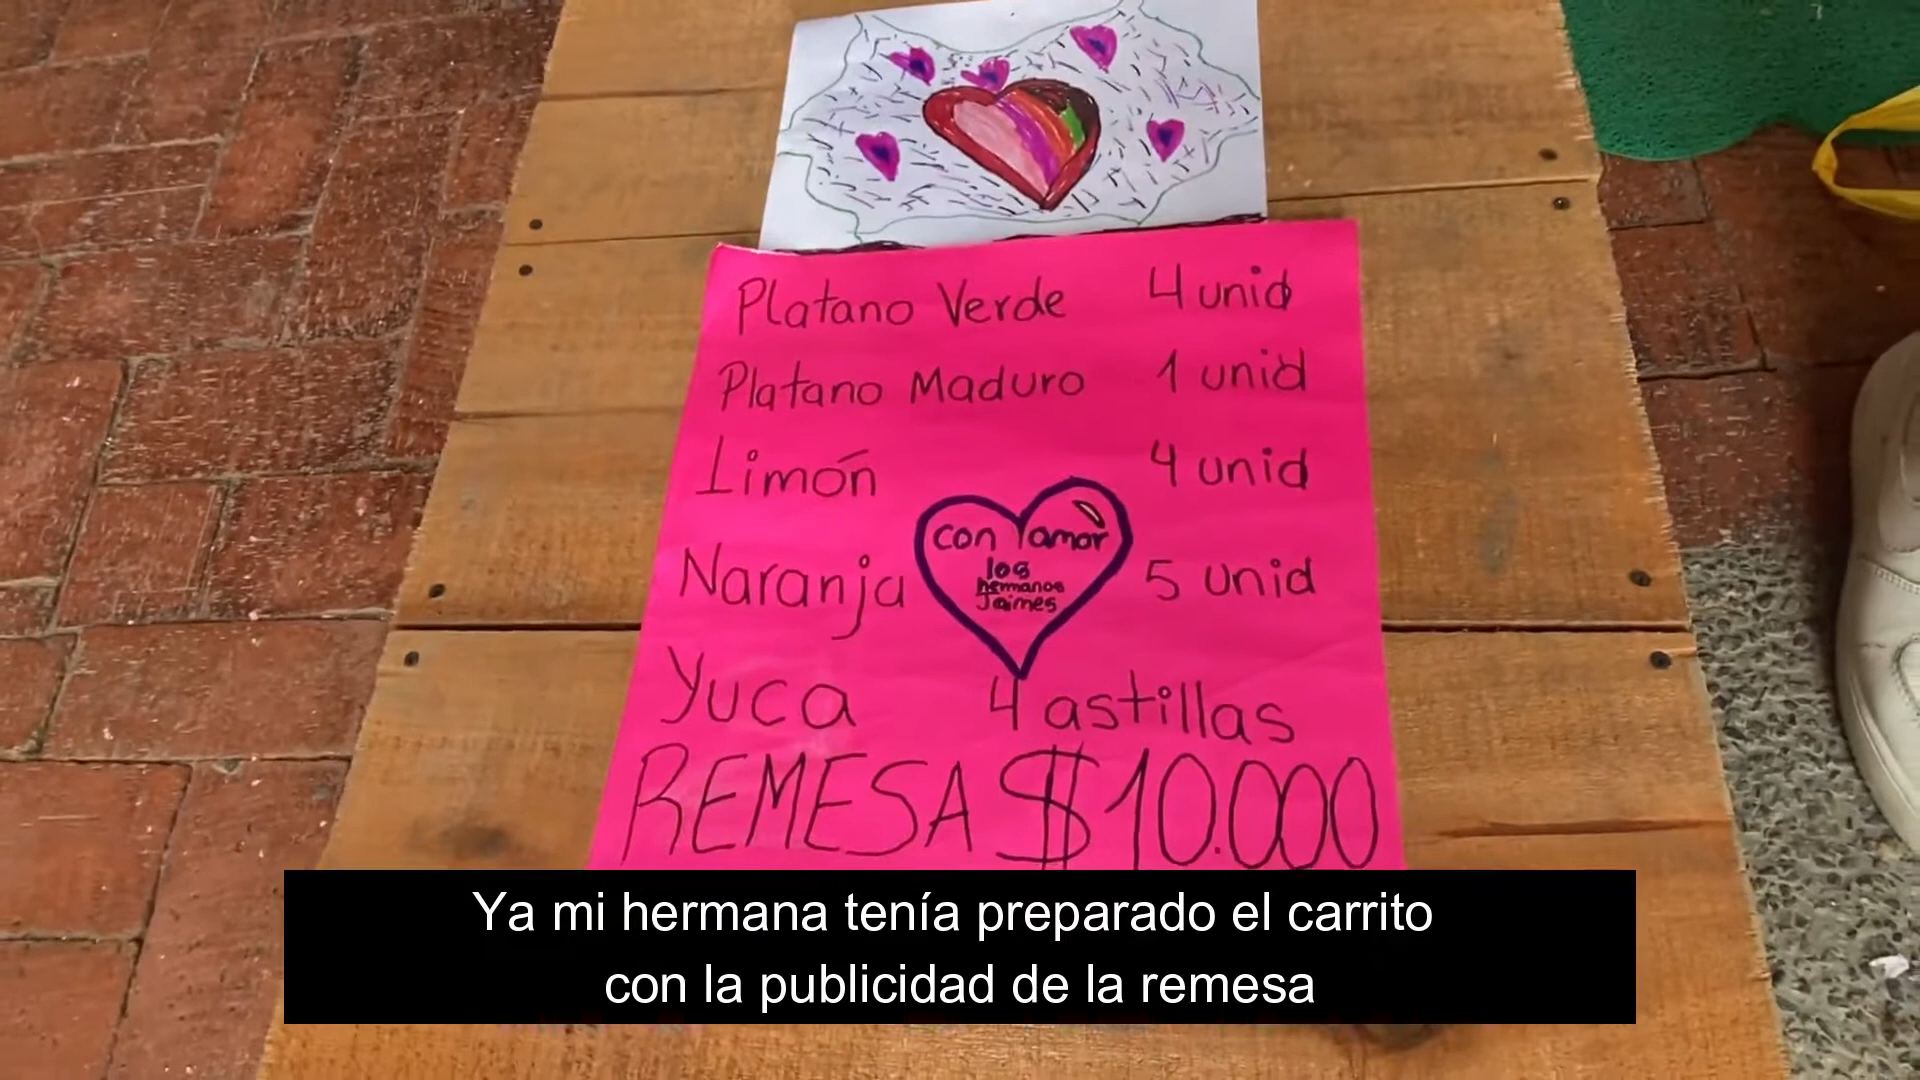 Platano Verde 4 unid
Platano Maduro 1 unid
Limón 4 unid
Naranja 5 unid
con amor
los
hermanos
Jaimes
Yuca 4 astillas
REMESA $10.000
Ya mi hermana tenía preparado el carrito
con la publicidad de la remesa